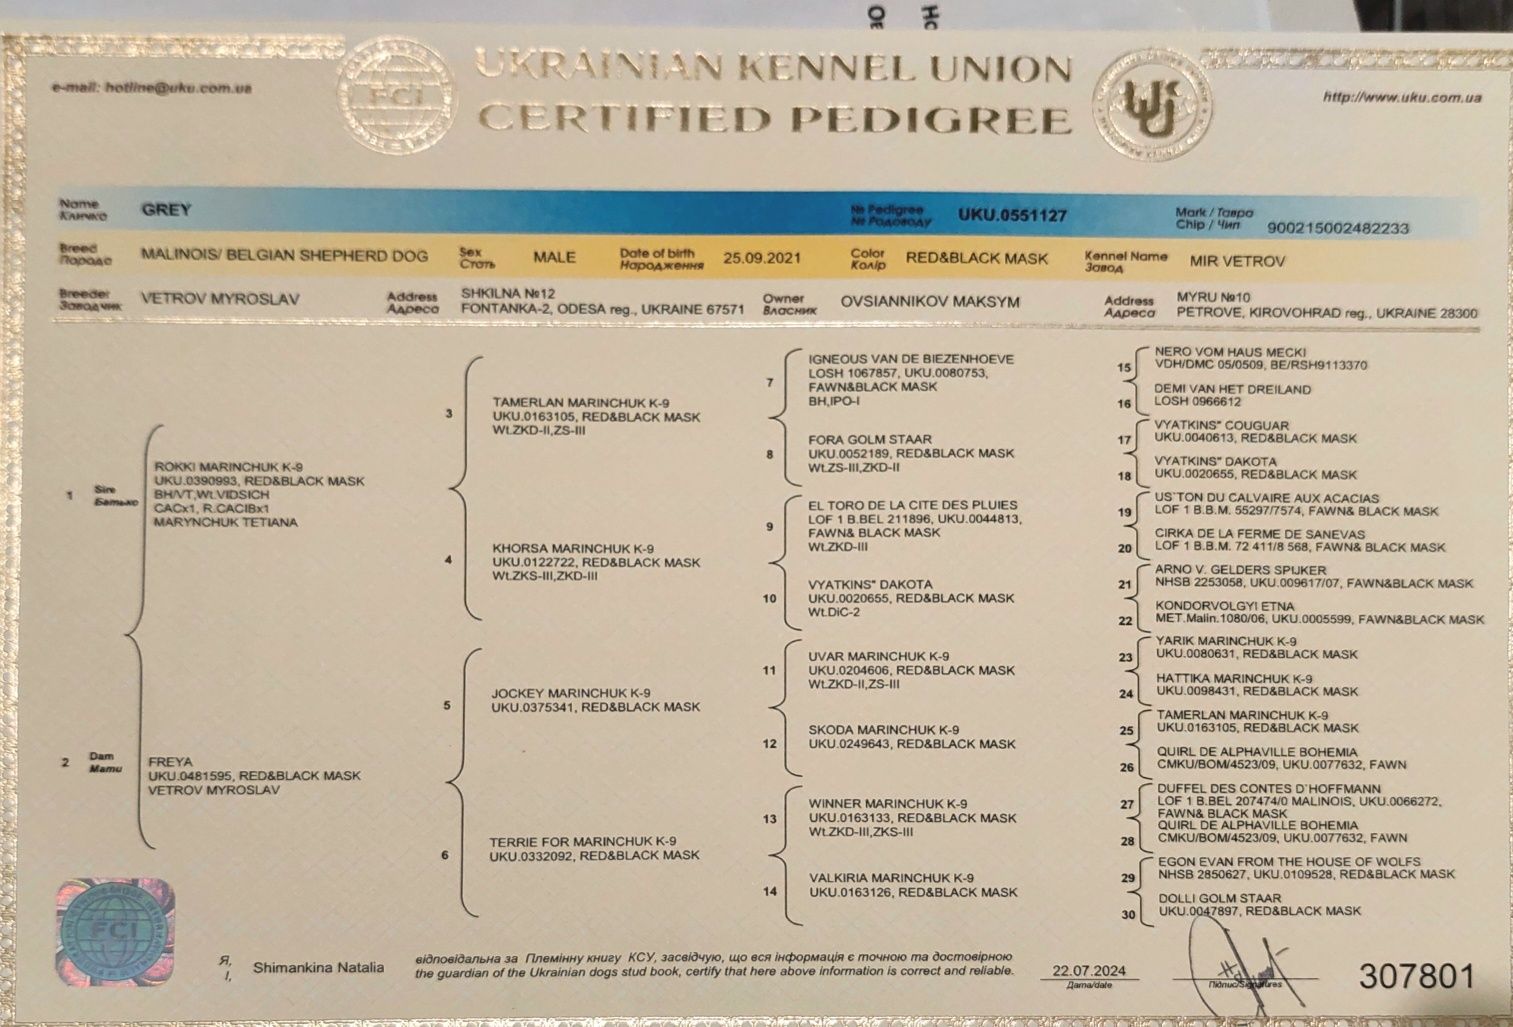 Но
Ог
e-mail: hotline@uku.com.ua
FCI
UKRAINIAN KENNEL UNION
CERTIFIED PEDIGREE
http://www.uku.com.ua
Name GREY № Pedigree UKU.0551127 Mark / Тавро
Кличка № Родоводу Chip / Чип 900215002482233
Breed MALINOIS/ BELGIAN SHEPHERD DOG Sex MALE Date of birth 25.09.2021 Color RED&BLACK MASK Kennel Name MIR VETROV
Порода Стать Народження Колір Завод
Breeder VETROV MYROSLAV Address SHKILNA №12 Owner OVSIANNIKOV MAKSYM Address MYRU №10
Заводчик Адреса FONTANKA-2, ODESA reg., UKRAINE 67571 Власник Адреса PETROVE, KIROVOHRAD reg., UKRAINE 28300
1 Sire
Батько
ROKKI MARINCHUK K-9
UKU.0390993, RED&BLACK MASK
BH/VT,Wt.VIDSICH
CACx1, R.CACIBx1
MARYNCHUK TETIANA
2 Dam
Мати
FREYA
UKU.0481595, RED&BLACK MASK
VETROV MYROSLAV
3 TAMERLAN MARINCHUK K-9
UKU.0163105, RED&BLACK MASK
Wt.ZKD-II,ZS-III
4 KHORSA MARINCHUK K-9
UKU.0122722, RED&BLACK MASK
Wt.ZKS-III,ZKD-III
5 JOCKEY MARINCHUK K-9
UKU.0375341, RED&BLACK MASK
6 TERRIE FOR MARINCHUK K-9
UKU.0332092, RED&BLACK MASK
7 IGNEOUS VAN DE BIEZENHOEVE
LOSH 1067857, UKU.0080753,
FAWN&BLACK MASK
BH,IPO-I
8 FORA GOLM STAAR
UKU.0052189, RED&BLACK MASK
Wt.ZS-III,ZKD-II
9 EL TORO DE LA CITE DES PLUIES
LOF 1 B.BEL 211896, UKU.0044813,
FAWN& BLACK MASK
Wt.ZKD-III
10 VYATKINS" DAKOTA
UKU.0020655, RED&BLACK MASK
Wt.DiC-2
11 UVAR MARINCHUK K-9
UKU.0204606, RED&BLACK MASK
Wt.ZKD-II,ZS-III
12 SKODA MARINCHUK K-9
UKU.0249643, RED&BLACK MASK
13 WINNER MARINCHUK K-9
UKU.0163133, RED&BLACK MASK
Wt.ZKD-III,ZKS-III
14 VALKIRIA MARINCHUK K-9
UKU.0163126, RED&BLACK MASK
15 NERO VOM HAUS MECKI
VDH/DMC 05/0509, BE/RSH9113370
16 DEMI VAN HET DREILAND
LOSH 0966612
17 VYATKINS" COUGUAR
UKU.0040613, RED&BLACK MASK
18 VYATKINS" DAKOTA
UKU.0020655, RED&BLACK MASK
19 US'TON DU CALVAIRE AUX ACACIAS
LOF 1 B.B.M. 55297/7574, FAWN& BLACK MASK
20 CIRKA DE LA FERME DE SANEVAS
LOF 1 B.B.M. 72 411/8 568, FAWN& BLACK MASK
21 ARNO V. GELDERS SPIJKER
NHSB 2253058, UKU.009617/07, FAWN&BLACK MASK
22 KONDORVOLGYI ETNA
MET.Malin.1080/06, UKU.0005599, FAWN&BLACK MASK
23 YARIK MARINCHUK K-9
UKU.0080631, RED&BLACK MASK
24 HATTIKA MARINCHUK K-9
UKU.0098431, RED&BLACK MASK
25 TAMERLAN MARINCHUK K-9
UKU.0163105, RED&BLACK MASK
26 QUIRL DE ALPHAVILLE BOHEMIA
CMKU/BOM/4523/09, UKU.0077632, FAWN
27 DUFFEL DES CONTES D'HOFFMANN
LOF 1 B.BEL 207474/0 MALINOIS, UKU.0066272,
FAWN& BLACK MASK
28 QUIRL DE ALPHAVILLE BOHEMIA
CMKU/BOM/4523/09, UKU.0077632, FAWN
29 EGON EVAN FROM THE HOUSE OF WOLFS
NHSB 2850627, UKU.0109528, RED&BLACK MASK
30 DOLLI GOLM STAAR
UKU.0047897, RED&BLACK MASK
FCI
Я, відповідальна за Племінну книгу КСУ, засвідчую, що вся інформація є точною та достовірною
I, Shimankina Natalia the guardian of the Ukrainian dogs stud book, certify that here above information is correct and reliable.
22.07.2024
Дата/date
Підпис/Signatures
307801